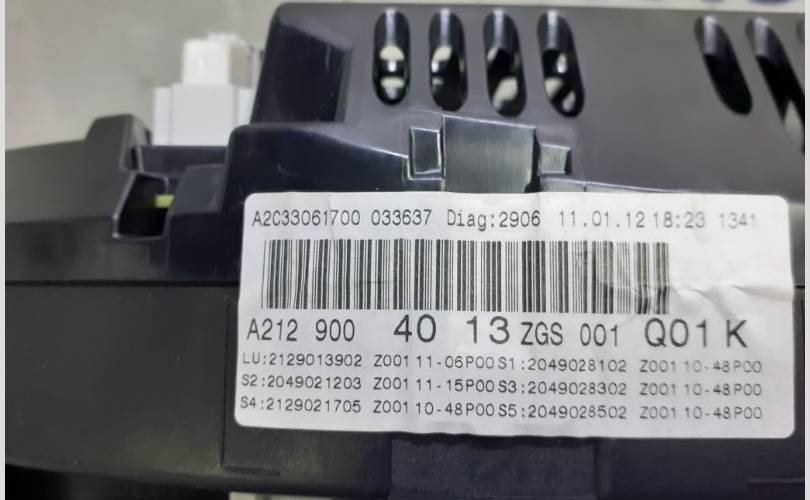 A2C33061700 033637 Diag:2906 11.01.12 18:23 1341
A212 900 40 13 ZGS 001 Q01 K
LU:2129013902 Z001 11-06P00 S1:2049028102 Z001 10-48P00
S2:2049021203 Z001 11-15P00 S3:2049028302 Z001 10-48P00
S4:2129021705 Z001 10-48P00 S5:2049028502 Z001 10-48P00